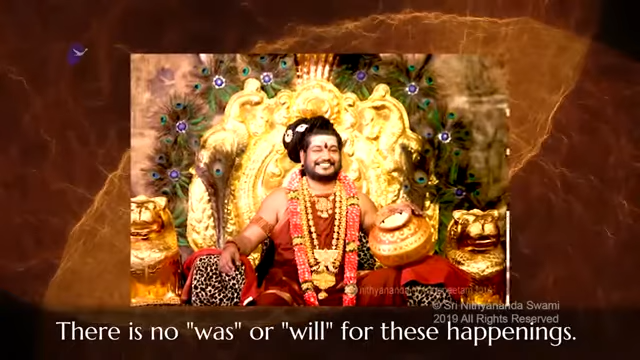 © Sri Nithyananda Swami
2019 All Rights Reserved
There is no "was" or "will" for these happenings.